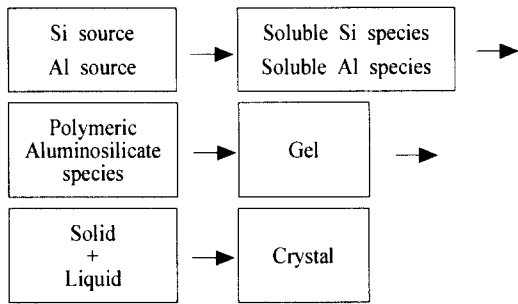 Si source
Al source
Soluble Si species
Soluble Al species
Polymeric
Aluminosilicate
species
Gel
Solid
+
Liquid
Crystal